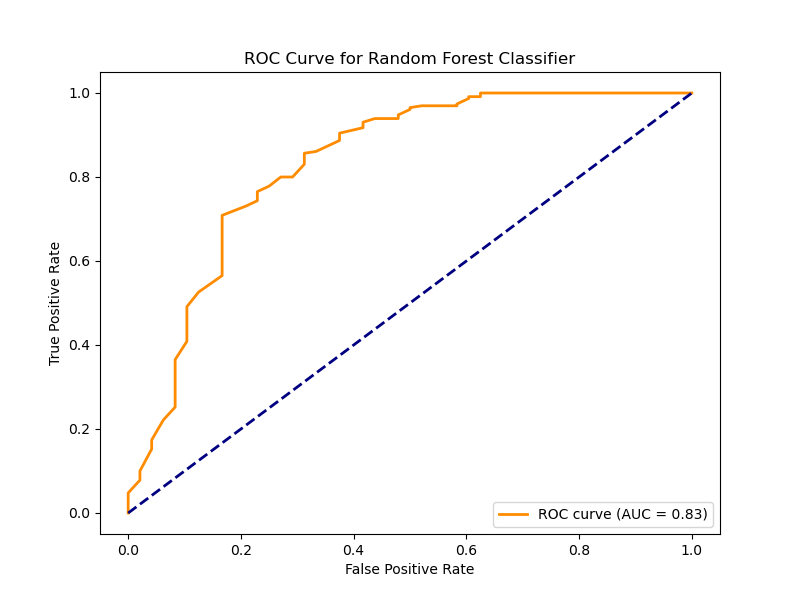 ROC Curve for Random Forest Classifier
1.0
0.8
0.6
0.4
0.2
0.0
True Positive Rate
ROC curve (AUC = 0.83)
0.0 0.2 0.4 0.6 0.8 1.0
False Positive Rate